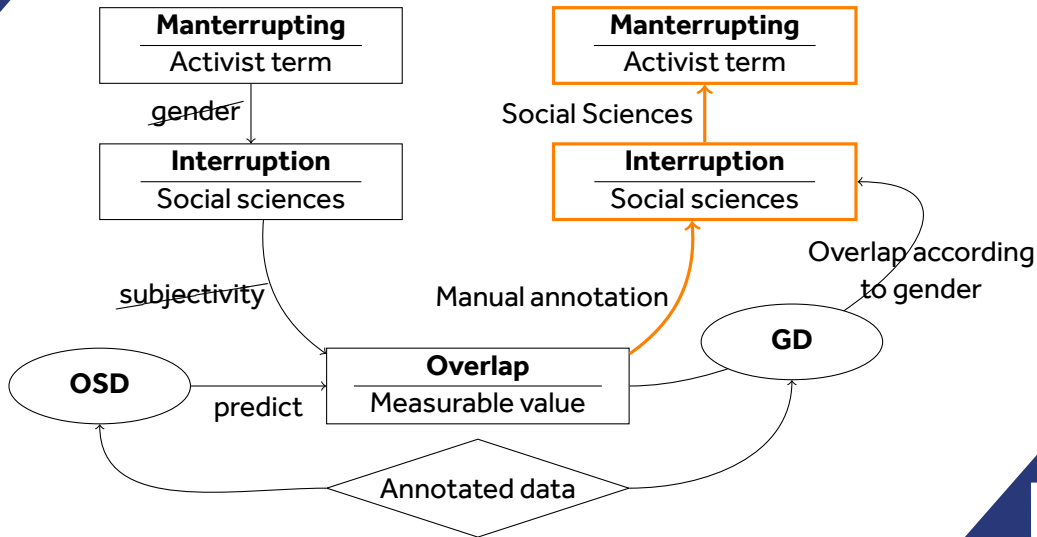 Manterrupting
Activist term
Manterrupting
Activist term
gender
Social Sciences
Interruption
Social sciences
Interruption
Social sciences
Overlap according
to gender
subjectivity
Manual annotation
GD
OSD
predict
Overlap
Measurable value
Annotated data